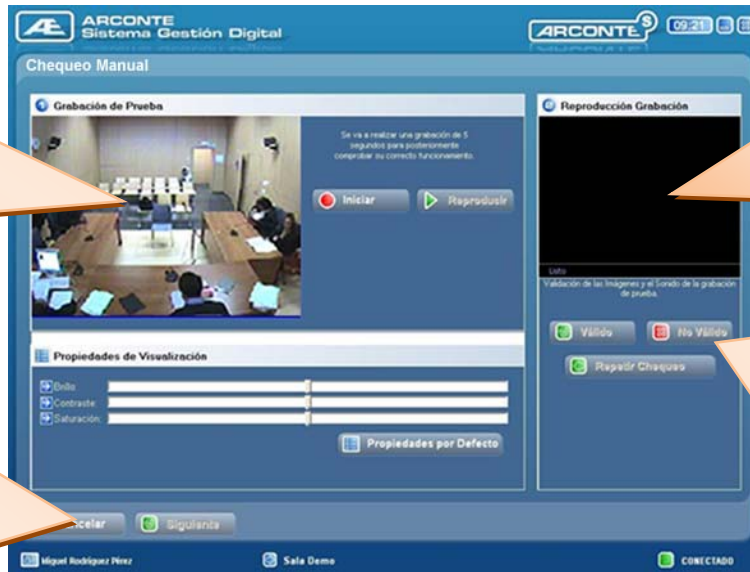 ARCONTE
Sistema Gestión Digital
ARCONTE S
09:21
Chequeo Manual
Grabación de Prueba
Se va a realizar una grabación de 5
segundos para posteriormente
comprobar su correcto funcionamiento.
Iniciar
Reproducir
Propiedades de Visualización
Brillo:
Contraste:
Saturación:
Propiedades por Defecto
Reproducción Grabación
Listo
Validación de las Imágenes y el Sonido de la grabación
de prueba.
Válido
No Válido
Repetir Chequeo
ncelar
Siguiente
Miguel Rodríguez Pérez
Sala Demo
CONECTADO